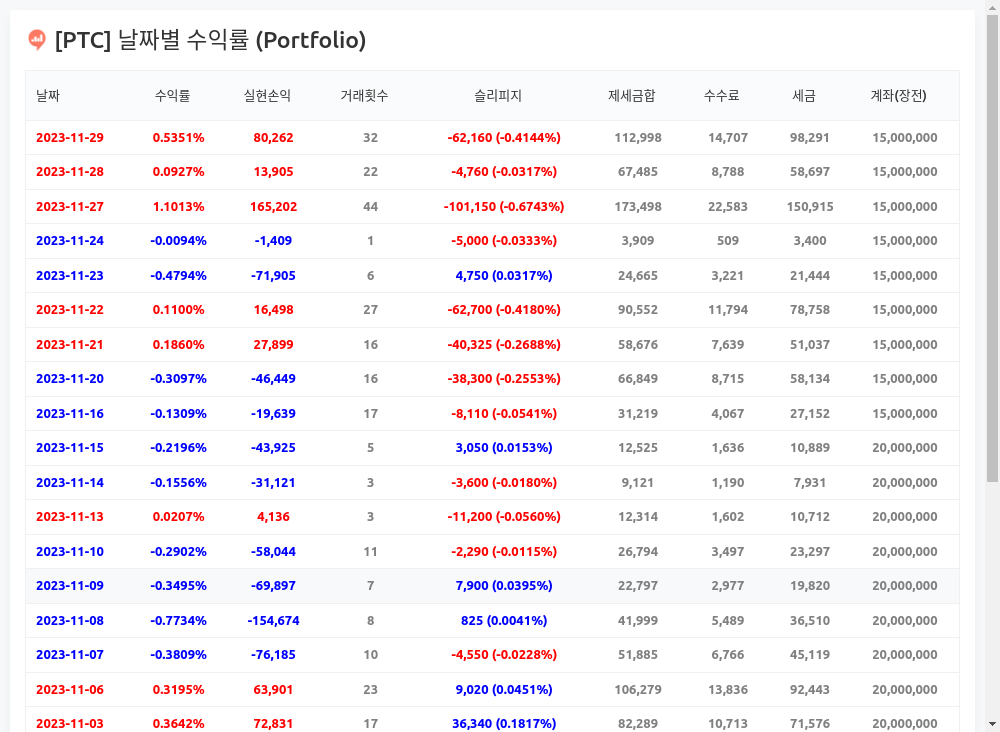 [PTC] 날짜별 수익률 (Portfolio)
날짜 수익률 실현손익 거래횟수 슬리피지 제세금합 수수료 세금 계좌(장전)
2023-11-29 0.5351% 80,262 32 -62,160 (-0.4144%) 112,998 14,707 98,291 15,000,000
2023-11-28 0.0927% 13,905 22 -4,760 (-0.0317%) 67,485 8,788 58,697 15,000,000
2023-11-27 1.1013% 165,202 44 -101,150 (-0.6743%) 173,498 22,583 150,915 15,000,000
2023-11-24 -0.0094% -1,409 1 -5,000 (-0.0333%) 3,909 509 3,400 15,000,000
2023-11-23 -0.4794% -71,905 6 4,750 (0.0317%) 24,665 3,221 21,444 15,000,000
2023-11-22 0.1100% 16,498 27 -62,700 (-0.4180%) 90,552 11,794 78,758 15,000,000
2023-11-21 0.1860% 27,899 16 -40,325 (-0.2688%) 58,676 7,639 51,037 15,000,000
2023-11-20 -0.3097% -46,449 16 -38,300 (-0.2553%) 66,849 8,715 58,134 15,000,000
2023-11-16 -0.1309% -19,639 17 -8,110 (-0.0541%) 31,219 4,067 27,152 15,000,000
2023-11-15 -0.2196% -43,925 5 3,050 (0.0153%) 12,525 1,636 10,889 20,000,000
2023-11-14 -0.1556% -31,121 3 -3,600 (-0.0180%) 9,121 1,190 7,931 20,000,000
2023-11-13 0.0207% 4,136 3 -11,200 (-0.0560%) 12,314 1,602 10,712 20,000,000
2023-11-10 -0.2902% -58,044 11 -2,290 (-0.0115%) 26,794 3,497 23,297 20,000,000
2023-11-09 -0.3495% -69,897 7 7,900 (0.0395%) 22,797 2,977 19,820 20,000,000
2023-11-08 -0.7734% -154,674 8 825 (0.0041%) 41,999 5,489 36,510 20,000,000
2023-11-07 -0.3809% -76,185 10 -4,550 (-0.0228%) 51,885 6,766 45,119 20,000,000
2023-11-06 0.3195% 63,901 23 9,020 (0.0451%) 106,279 13,836 92,443 20,000,000
2023-11-03 0.3642% 72,831 17 36,340 (0.1817%) 82,289 10,713 71,576 20,000,000